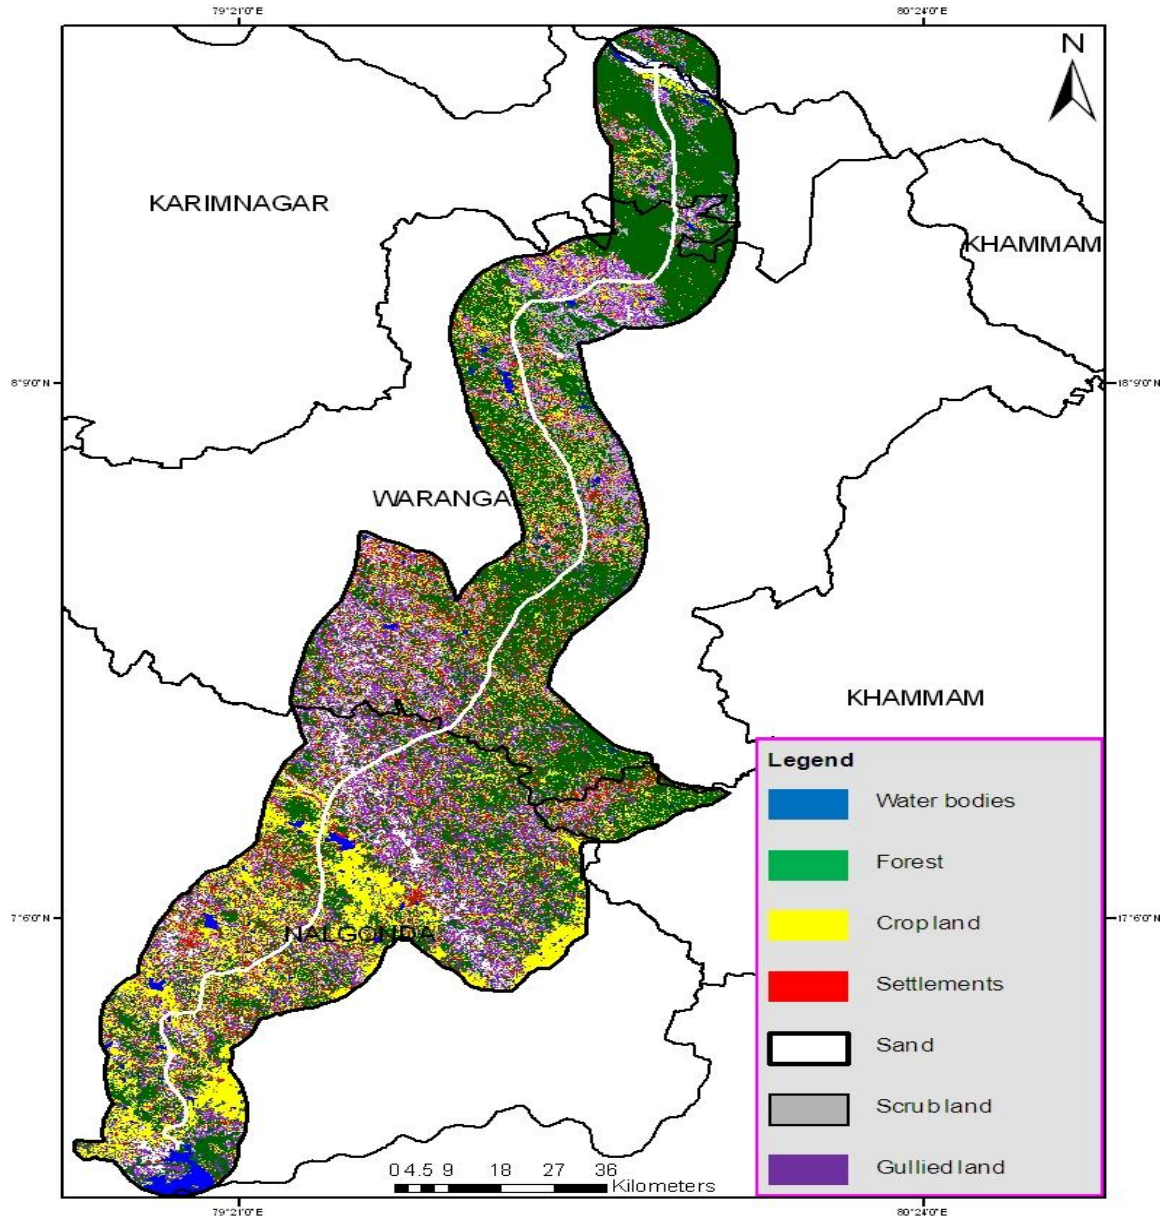 79°21'0"E 80°24'0"E
N
KARIMNAGAR
KHAMMAM
8°9'0"N 18°9'0"N
WARANGA
KHAMMAM
Legend
Water bodies
Forest
7°6'0"N 17°6'0"N
Crop land
NALGONDA
Settlements
Sand
Scrub land
Gullied land
0 4.5 9 18 27 36
Kilometers
79°21'0"E 80°24'0"E